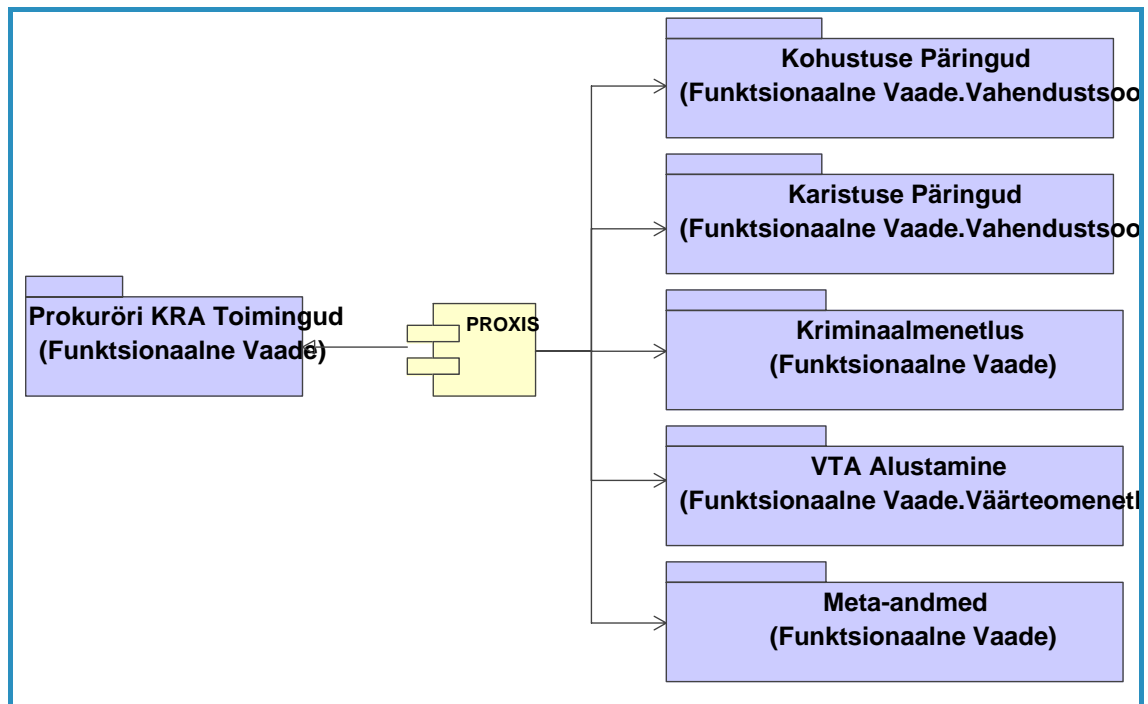 Kohustuse Päringud
(Funktsionaalne Vaade.Vahendustsoo
Karistuse Päringud
(Funktsionaalne Vaade.Vahendustsoo
Prokuröri KRA Toimingud
(Funktsionaalne Vaade)
PROXIS
Kriminaalmenetlus
(Funktsionaalne Vaade)
VTA Alustamine
(Funktsionaalne Vaade.Väärteomenetl
Meta-andmed
(Funktsionaalne Vaade)